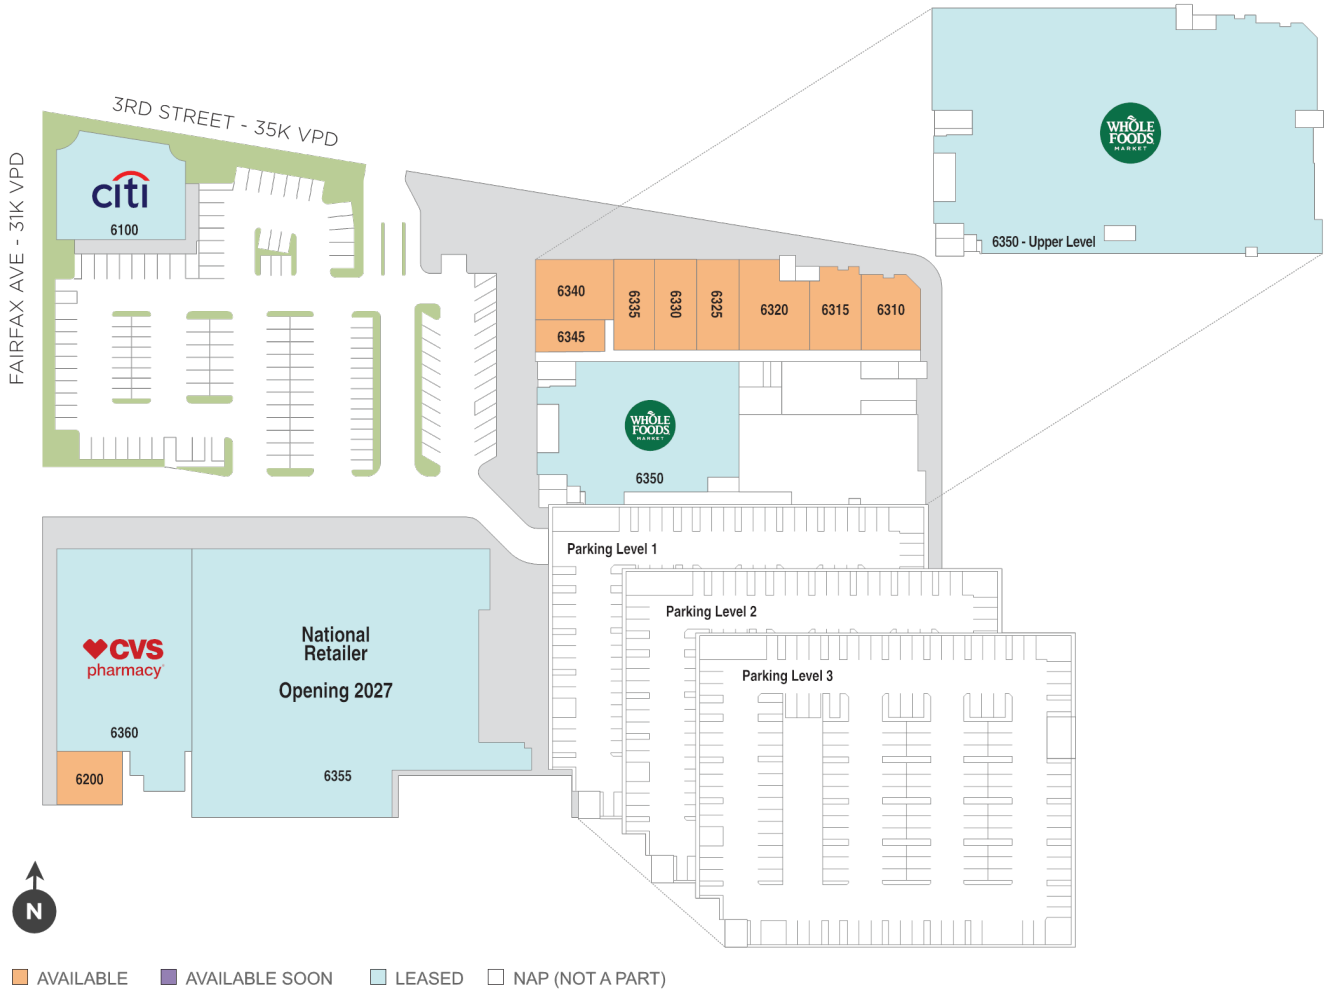 3RD STREET - 35K VPD
FAIRFAX AVE - 31K VPD
citi
6100
WHOLE
FOODS
MARKET
6350 - Upper Level
6340
6345
6335
6330
6325
6320
6315
6310
WHOLE
FOODS
MARKET
6350
Parking Level 1
Parking Level 2
Parking Level 3
CVS
pharmacy
6360
6200
National
Retailer
Opening 2027
6355
N
AVAILABLE
AVAILABLE SOON
LEASED
NAP (NOT A PART)